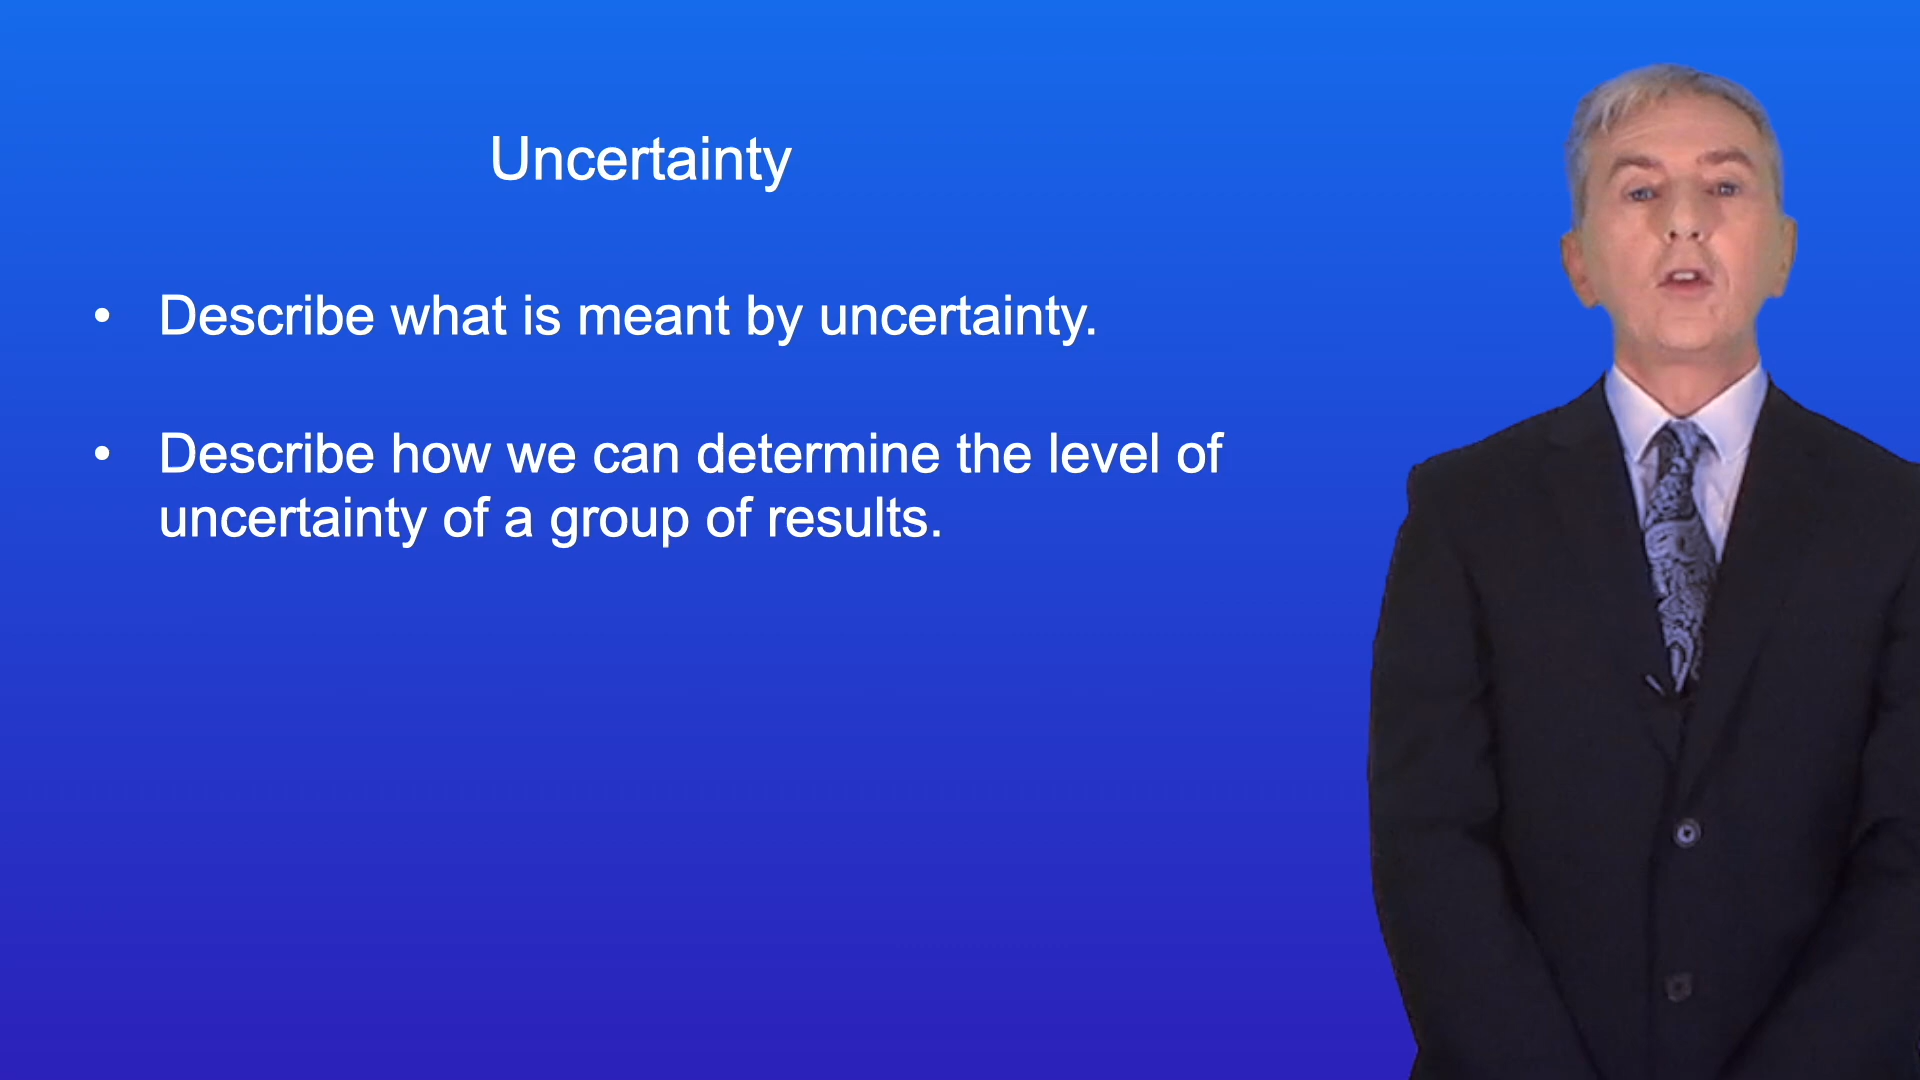 Uncertainty
• Describe what is meant by uncertainty.
• Describe how we can determine the level of
uncertainty of a group of results.